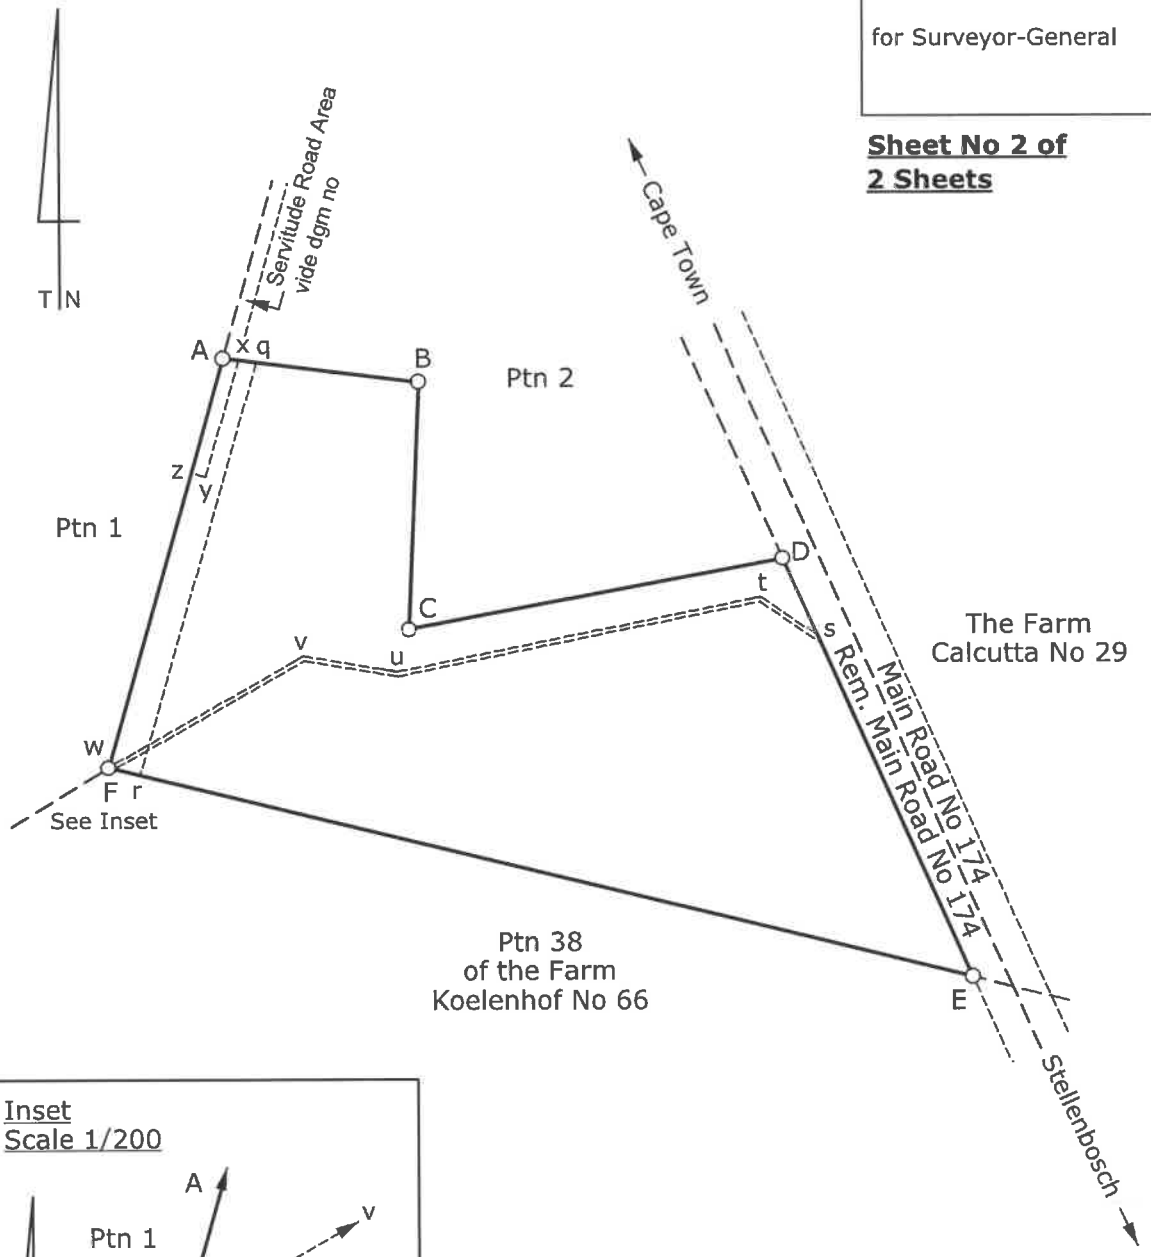 for Surveyor-General
Sheet No 2 of
2 Sheets
T N
Servitude Road Area
vide dgm no
Cape Town
A
x q
B
Ptn 2
z
y
Ptn 1
D
t
C
s
The Farm
Calcutta No 29
v
u
Main Road No 174
Rem. Main Road No 174
w
F r
See Inset
Ptn 38
of the Farm
Koelenhof No 66
E
Stellenbosch
Inset
Scale 1/200
A
v
Ptn 1